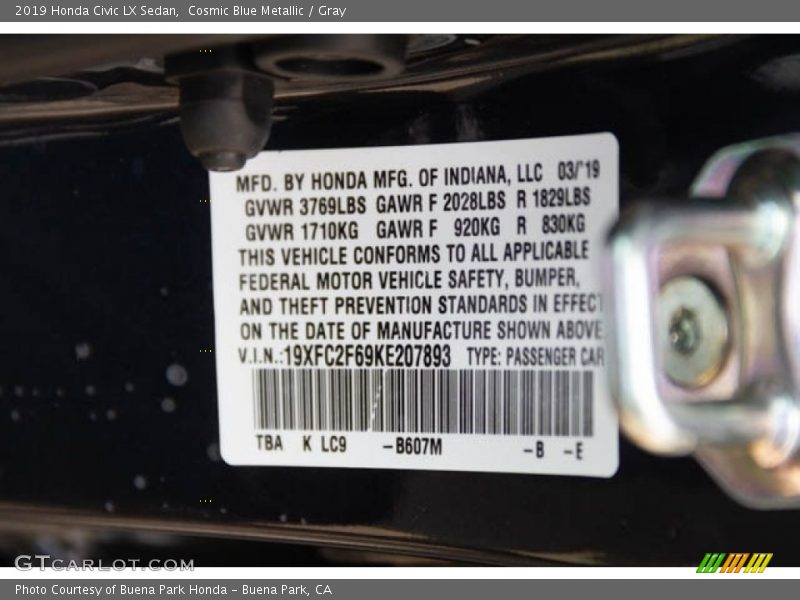 2019 Honda Civic LX Sedan, Cosmic Blue Metallic / Gray
MFD. BY HONDA MFG. OF INDIANA, LLC 03/'19
GVWR 3769LBS GAWR F 2028LBS R 1829LBS
GVWR 1710KG GAWR F 920KG R 830KG
THIS VEHICLE CONFORMS TO ALL APPLICABLE
FEDERAL MOTOR VEHICLE SAFETY, BUMPER,
AND THEFT PREVENTION STANDARDS IN EFFECT
ON THE DATE OF MANUFACTURE SHOWN ABOVE
V.I.N.:19XFC2F69KE207893 TYPE: PASSENGER CAR
TBA K LC9 -B607M -B -E
GTCARLOT.COM
Photo Courtesy of Buena Park Honda - Buena Park, CA